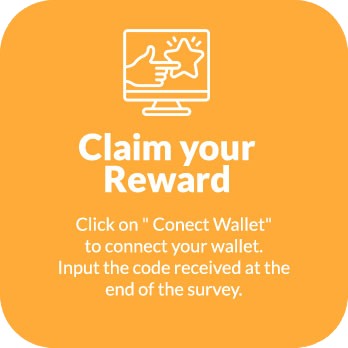 Claim your
Reward
Click on " Conect Wallet"
to connect your wallet.
Input the code received at the
end of the survey.